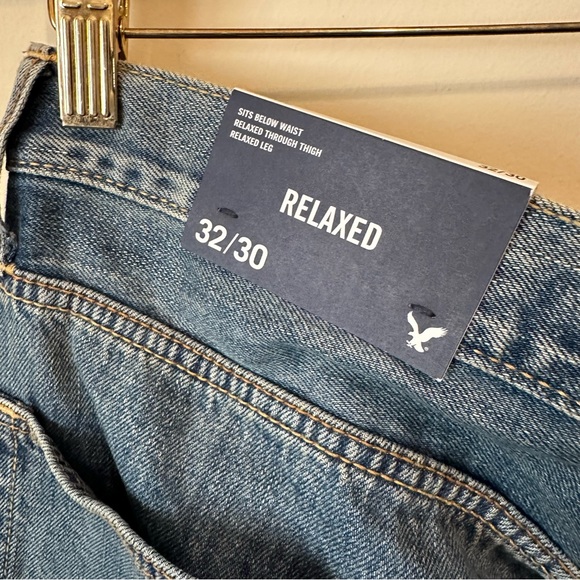 SITS BELOW WAIST
RELAXED THROUGH THIGH
RELAXED LEG
RELAXED
32/30